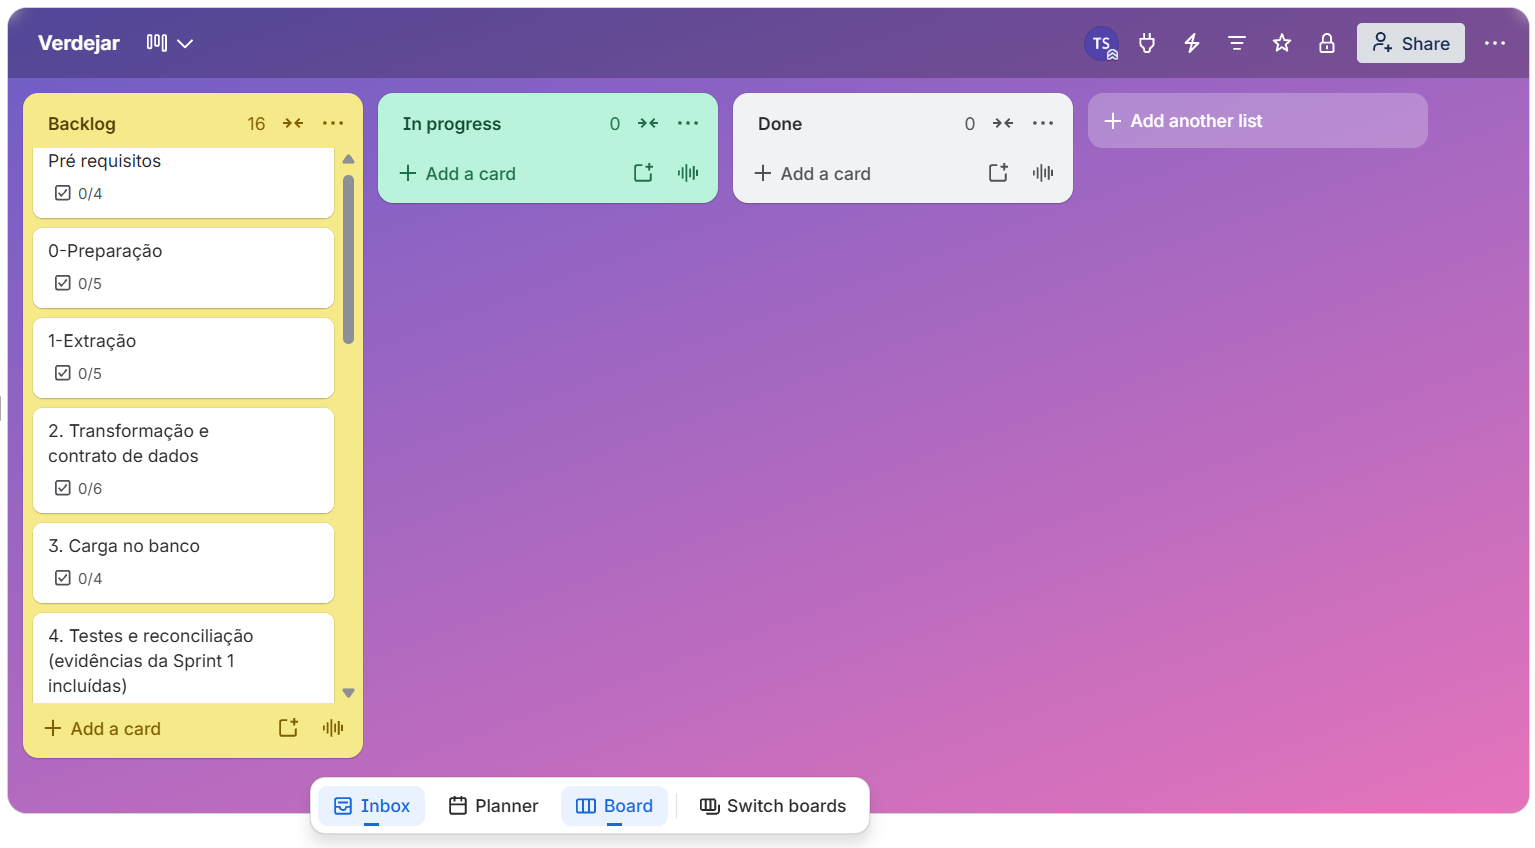 Verdejar
TS
Share
Backlog 16
Pré requisitos
0/4
0-Preparação
0/5
1-Extração
0/5
2. Transformação e
contrato de dados
0/6
3. Carga no banco
0/4
4. Testes e reconciliação
(evidências da Sprint 1
incluídas)
Add a card
In progress 0
Add a card
Done 0
Add a card
Add another list
Inbox
Planner
Board
Switch boards